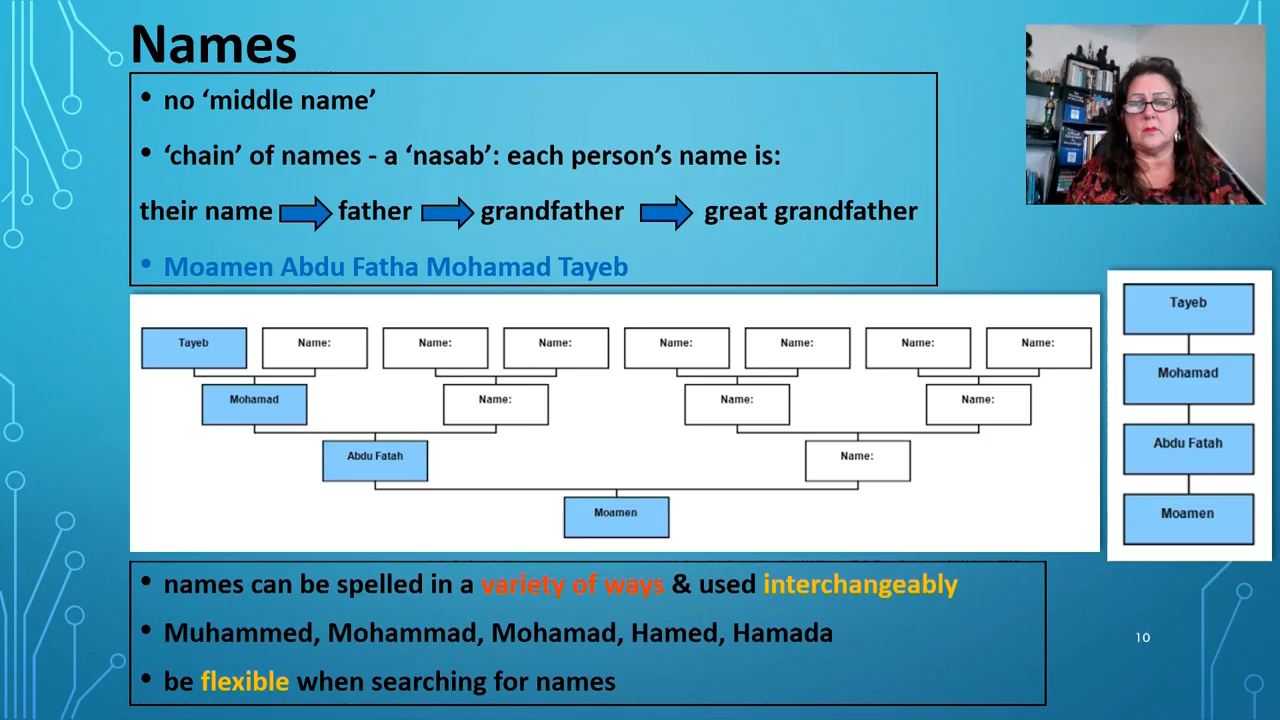 Names
• no ‘middle name’
• ‘chain’ of names - a ‘nasab’: each person’s name is:
their name father grandfather great grandfather
• Moamen Abdu Fatha Mohamad Tayeb
Tayeb Name: Name: Name: Name: Name: Name: Name:
Mohamad Name: Name: Name:
Abdu Fatah Name:
Moamen
Tayeb
Mohamad
Abdu Fatah
Moamen
• names can be spelled in a variety of ways & used interchangeably
• Muhammed, Mohammad, Mohamad, Hamed, Hamada
• be flexible when searching for names
10